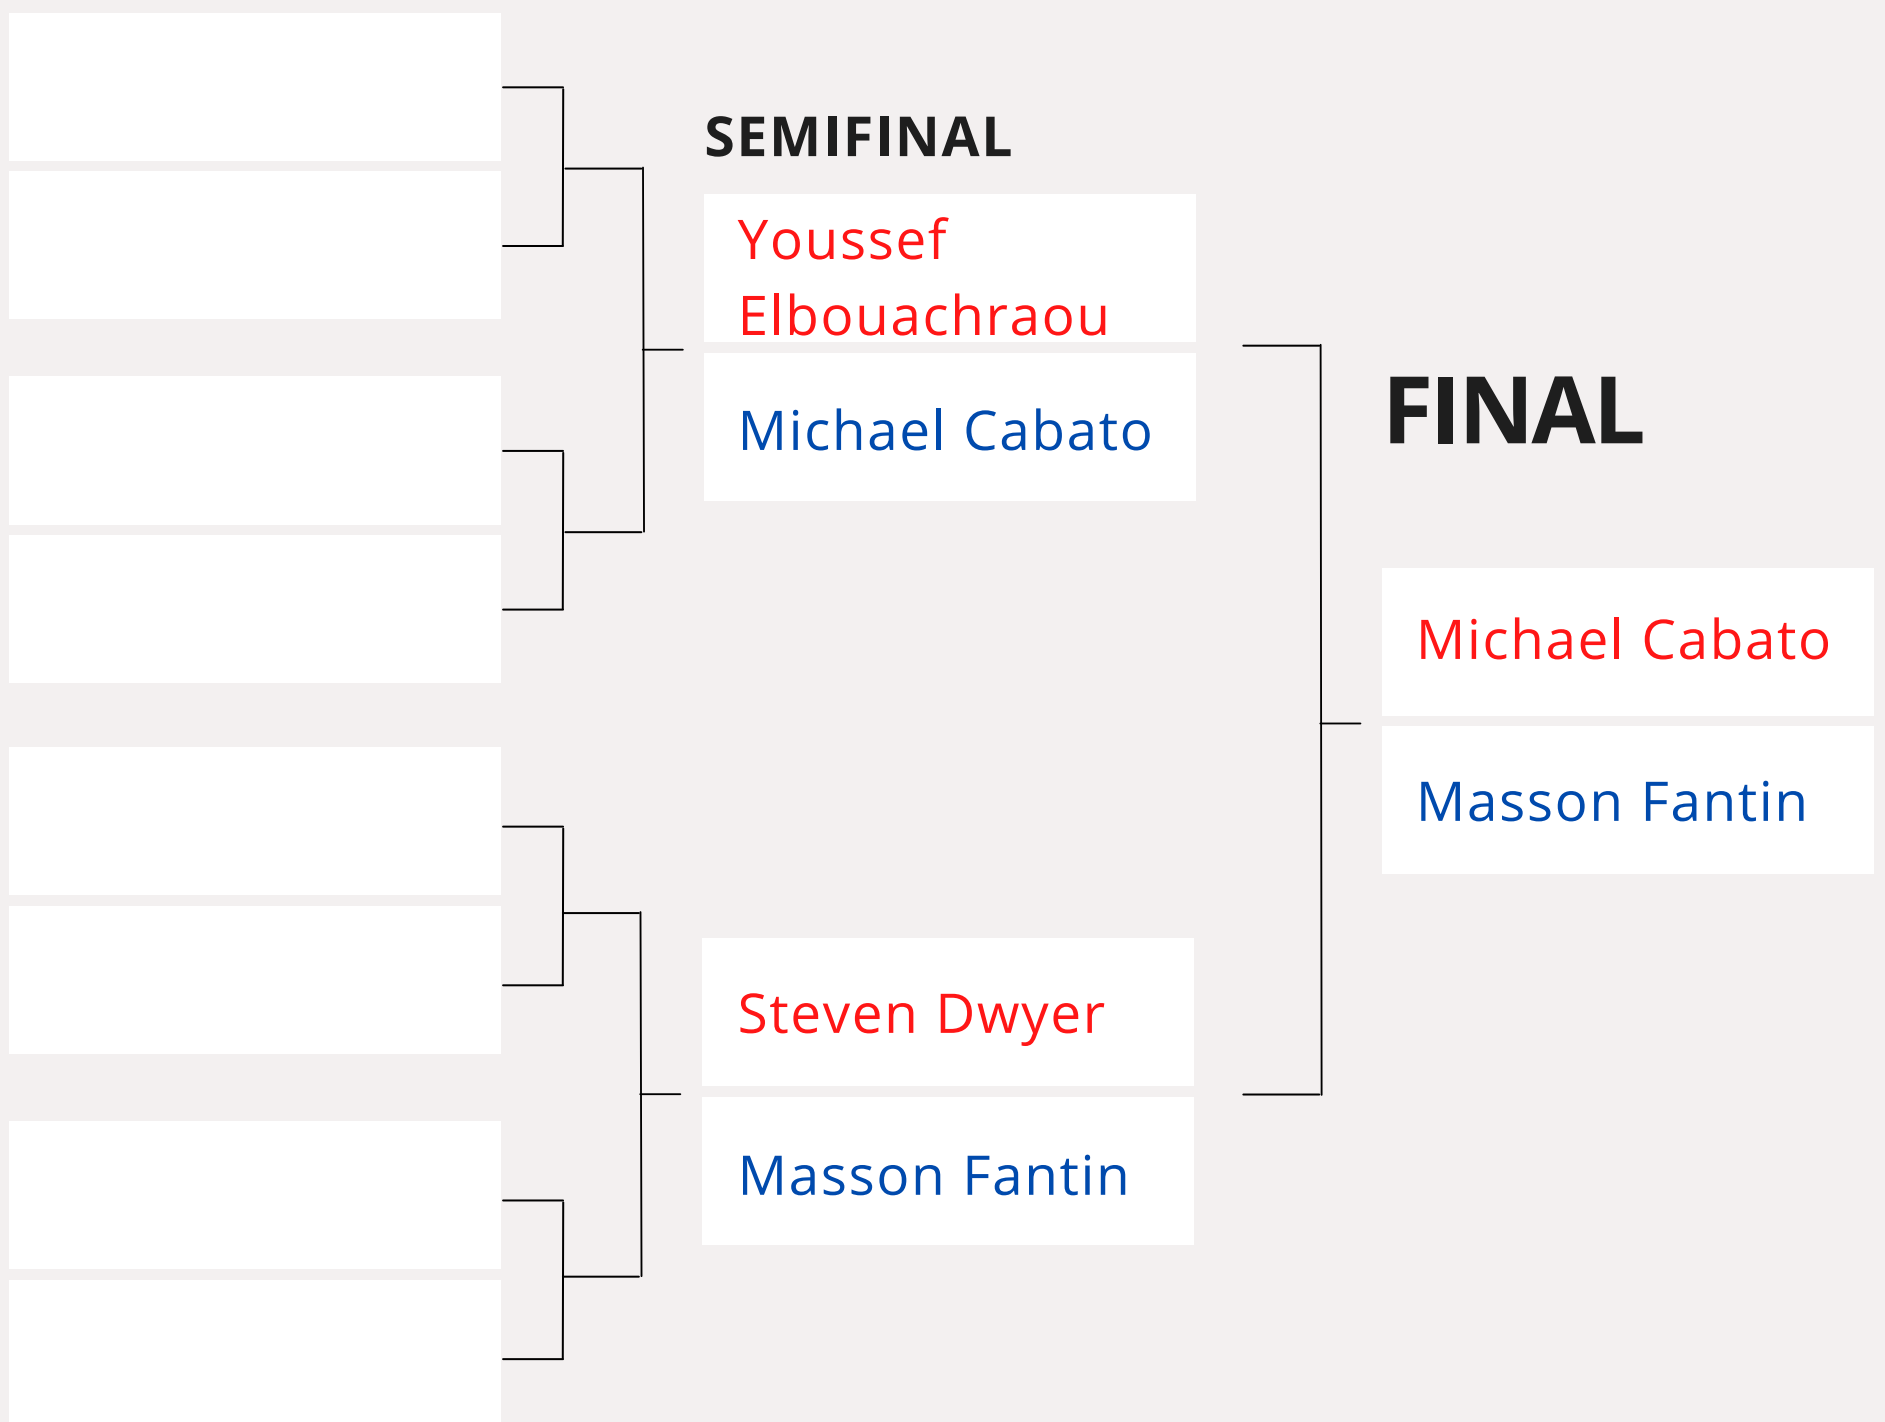 SEMIFINAL
Youssef
Elbouachraou
Michael Cabato
Steven Dwyer
Masson Fantin
FINAL
Michael Cabato
Masson Fantin